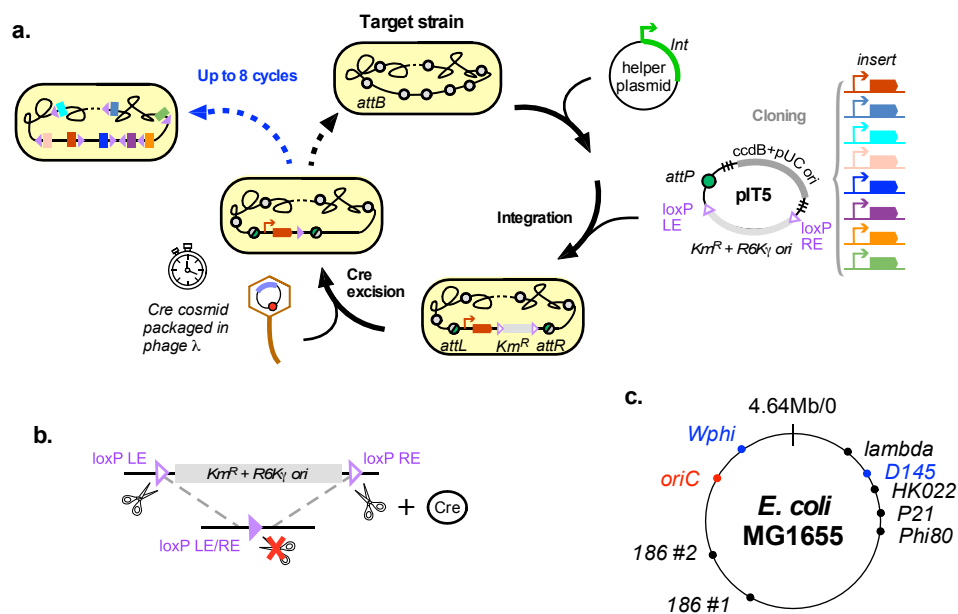 a.
Target strain
Up to 8 cycles
attB
Int
helper
plasmid
insert
Cloning
ccdB+pUC ori
attP
pIT5
loxP
LE
loxP
RE
KmR + R6Kγ ori
Integration
Cre
excision
Cre cosmid
packaged in
phage λ
attL
KmR
attR
b.
loxP LE
KmR + R6Kγ ori
loxP RE
+
Cre
loxP LE/RE
c.
4.64Mb/0
Wphi
lambda
D145
oriC
HK022
E. coli
MG1655
P21
Phi80
186 #2
186 #1